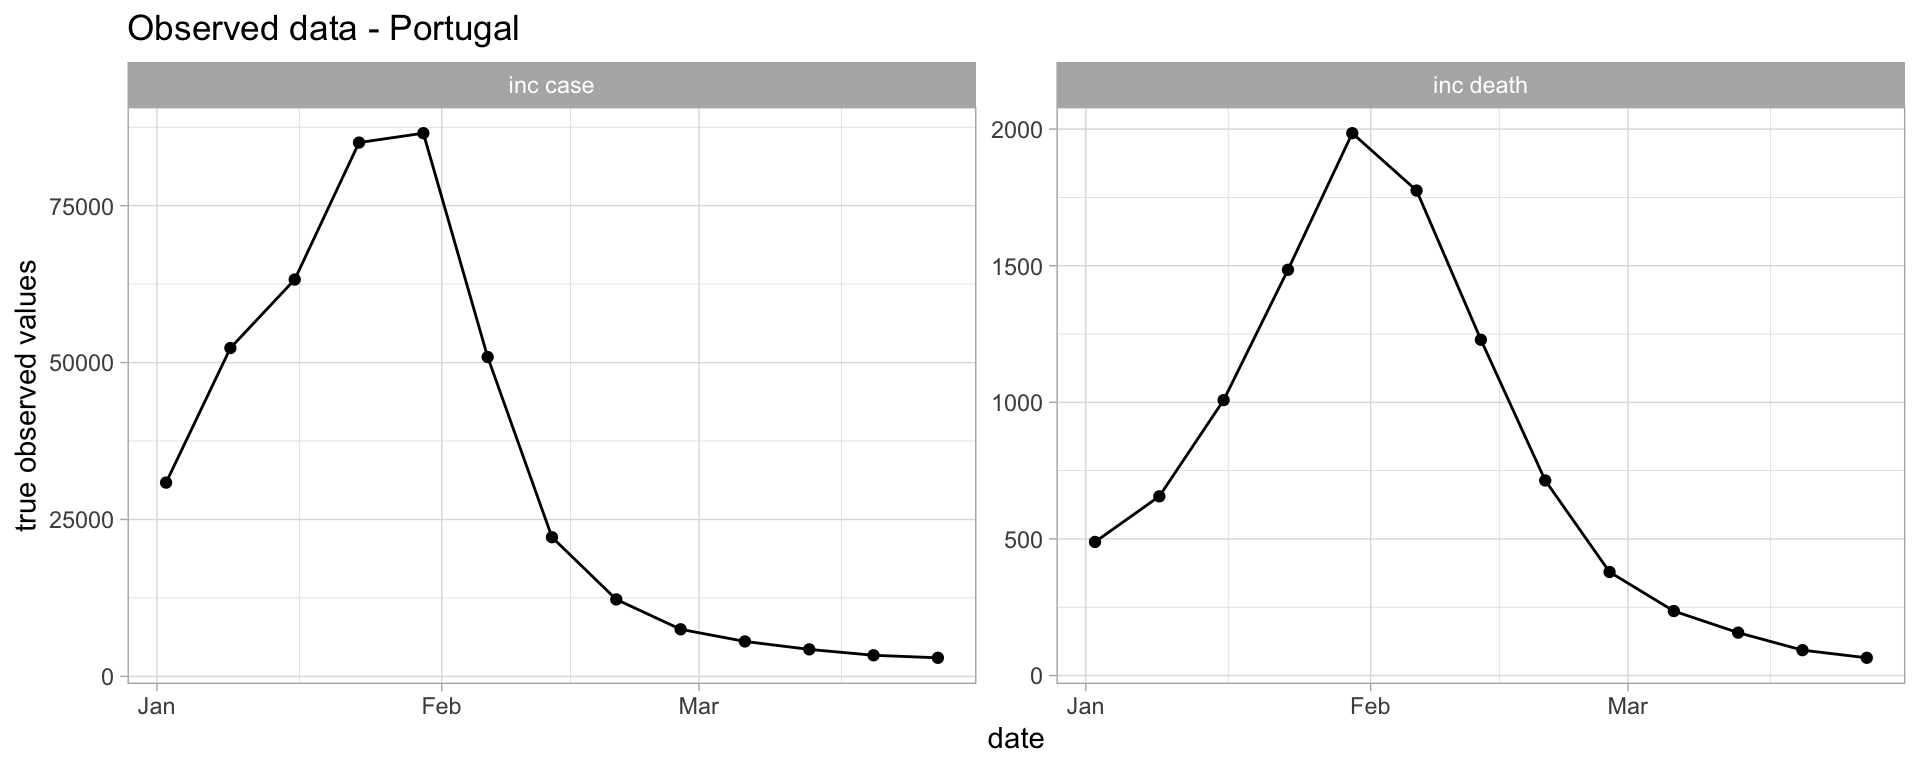 Observed data - Portugal
inc case
inc death
true observed values
75000
50000
25000
0
2000
1500
1000
500
0
Jan
Feb
Mar
Jan
Feb
Mar
date